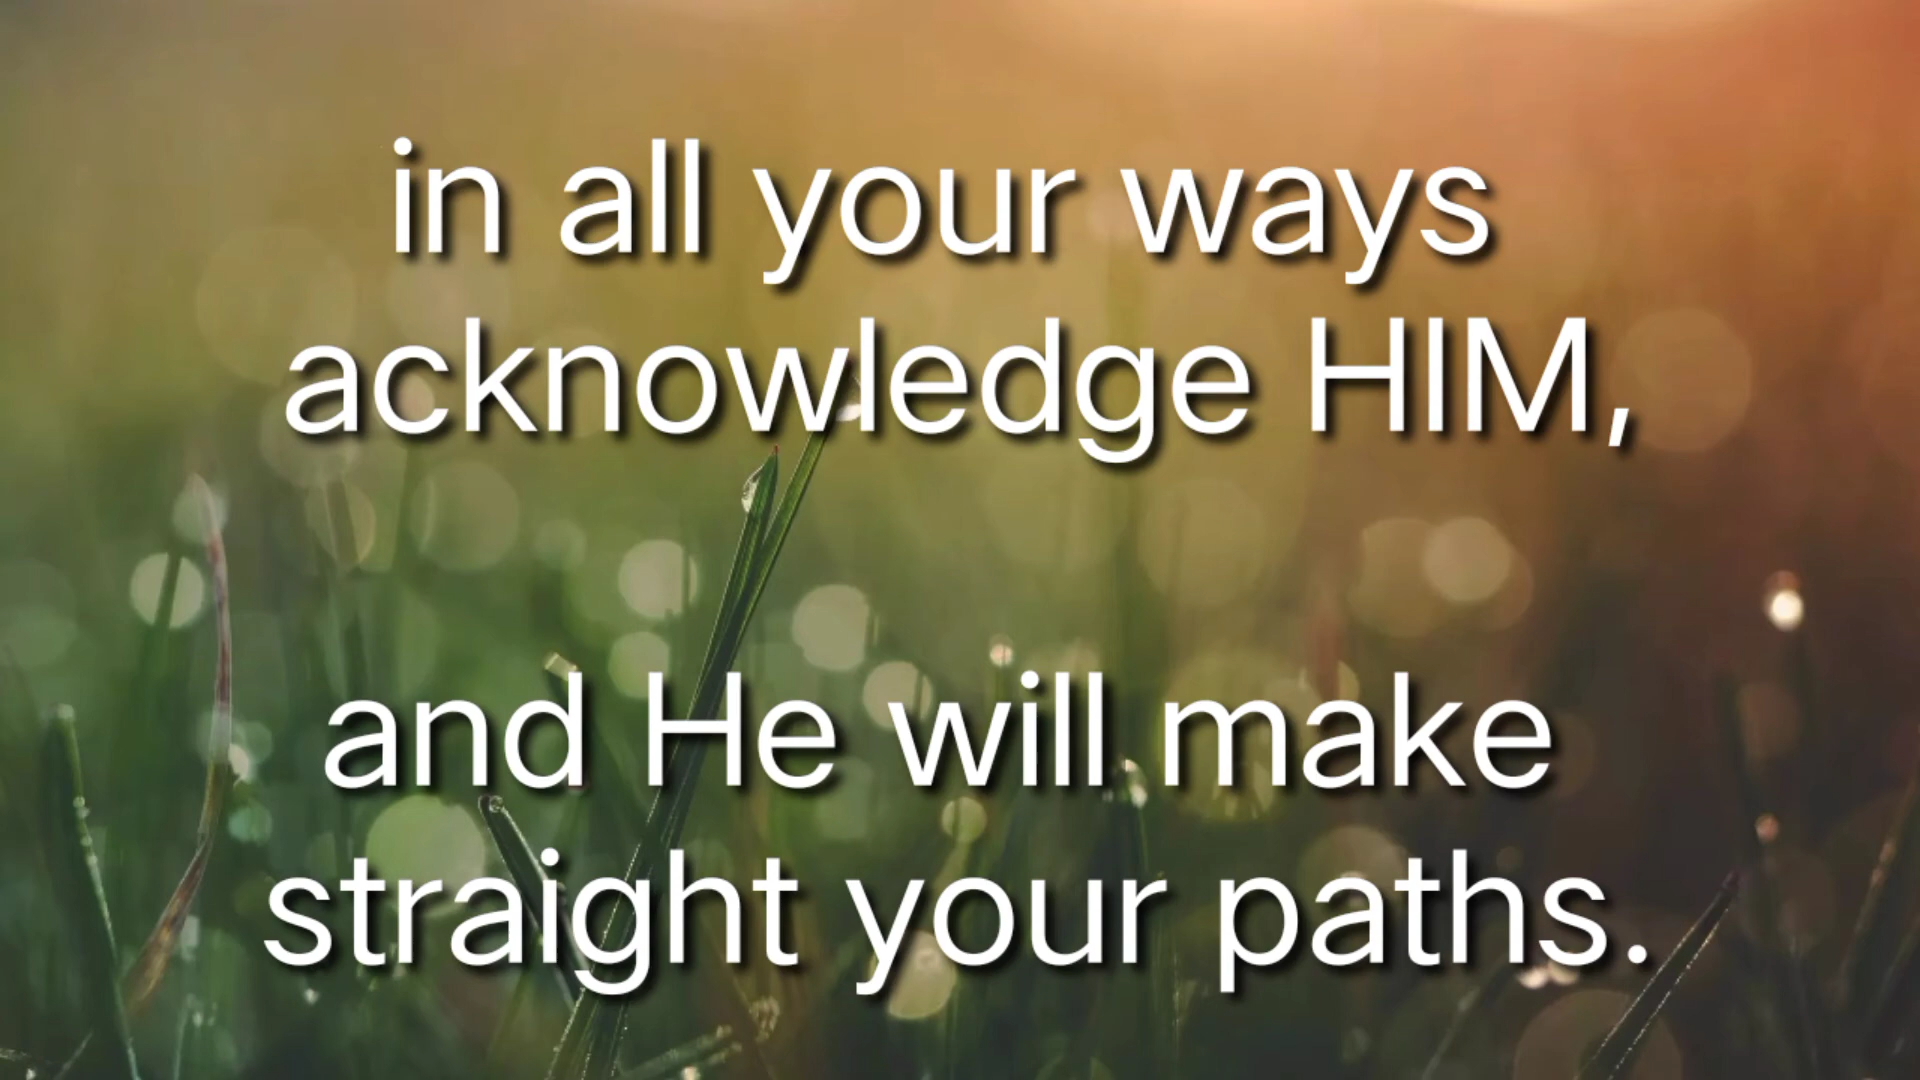 in all your ways
acknowledge HIM,
and He will make
straight your paths.